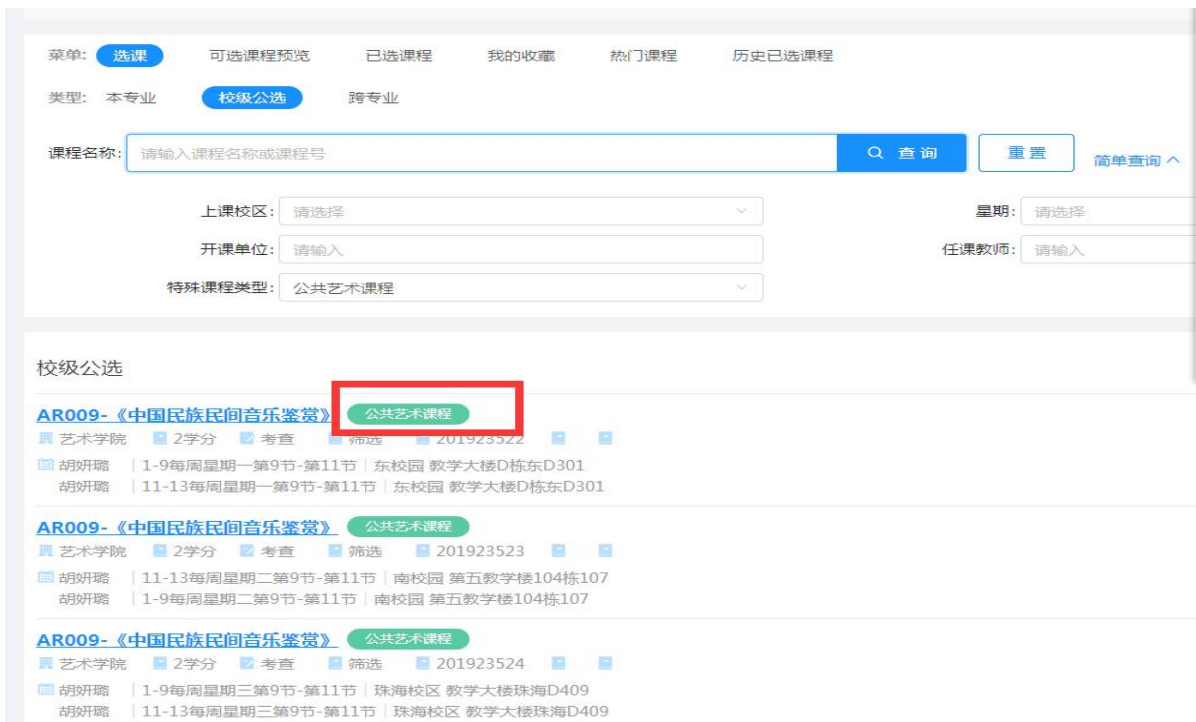 菜单: 选课 可选课程预览 已选课程 我的收藏 热门课程 历史已选课程
类型: 本专业 校级公选 跨专业
课程名称: 请输入课程名称或课程号 查询 重置 简单查询
上课校区: 请选择 星期: 请选择
开课单位: 请输入 任课教师: 请输入
特殊课程类型: 公共艺术课程
校级公选
AR009-《中国民族民间音乐鉴赏》 公共艺术课程
艺术学院 2学分 考查 筛选 201923522
胡妍璐 | 1-9每周星期一第9节-第11节 | 东校园 教学大楼D栋东D301
胡妍璐 | 11-13每周星期一第9节-第11节 | 东校园 教学大楼D栋东D301
AR009-《中国民族民间音乐鉴赏》 公共艺术课程
艺术学院 2学分 考查 筛选 201923523
胡妍璐 | 11-13每周星期二第9节-第11节 | 南校园 第五教学楼104栋107
胡妍璐 | 1-9每周星期二第9节-第11节 | 南校园 第五教学楼104栋107
AR009-《中国民族民间音乐鉴赏》 公共艺术课程
艺术学院 2学分 考查 筛选 201923524
胡妍璐 | 1-9每周星期三第9节-第11节 | 珠海校区 教学大楼珠海D409
胡妍璐 | 11-13每周星期三第9节-第11节 | 珠海校区 教学大楼珠海D409